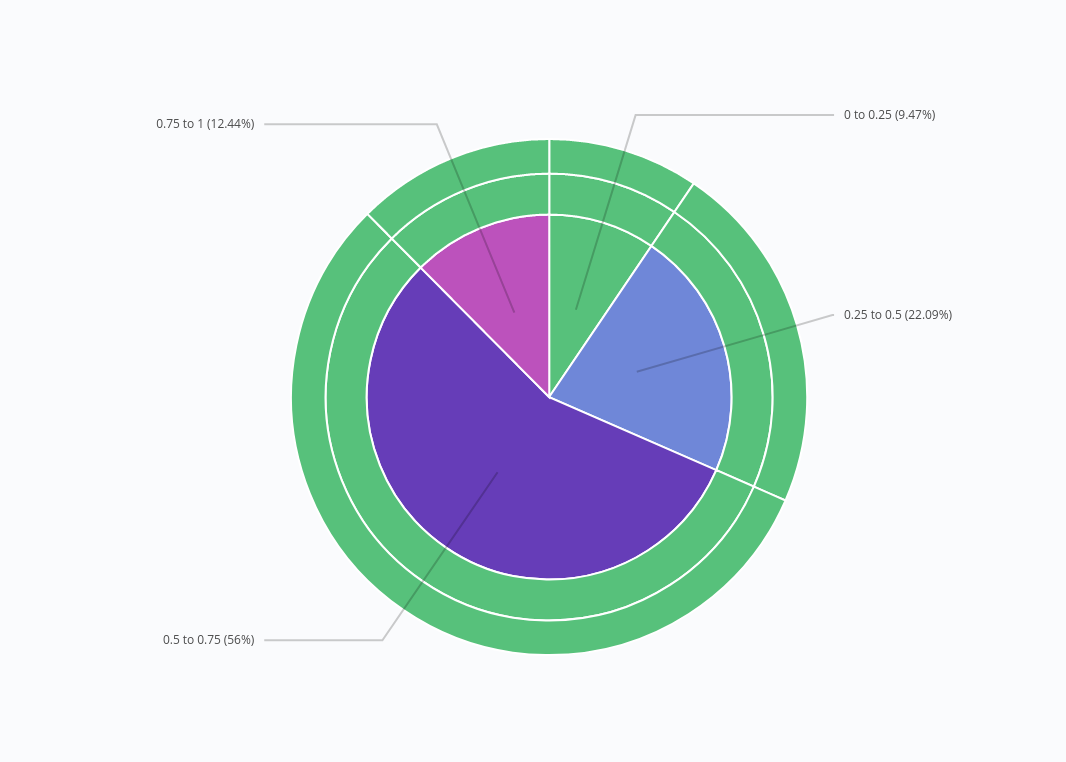 0 to 0.25 (9.47%)
0.75 to 1 (12.44%)
0.25 to 0.5 (22.09%)
0.5 to 0.75 (56%)